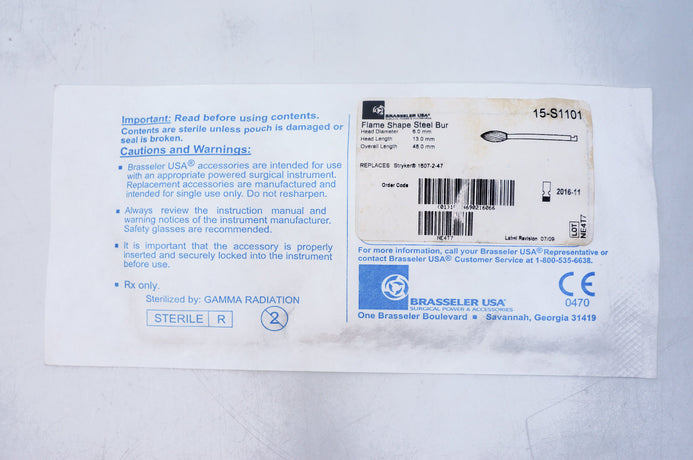 Important: Read before using contents.
Contents are sterile unless pouch is damaged or
seal is broken.
Cautions and Warnings:
▪ Brasseler USA® accessories are intended for use
with an appropriate powered surgical instrument.
Replacement accessories are manufactured and
intended for single use only. Do not resharpen.
▪ Always review the instruction manual and
warning notices of the instrument manufacturer.
Safety glasses are recommended.
▪ It is important that the accessory is properly
inserted and securely locked into the instrument
before use.
▪ Rx only.
Sterilized by: GAMMA RADIATION
STERILE R
2
BRASSELER USA®
15-S1101
Flame Shape Steel Bur
Head Diameter 6.0 mm
Head Length 13.0 mm
Overall Length 48.0 mm
REPLACES Stryker® 1607-2-47
Order Code
2016-11
NE4T7
Label Revision 07/09
LOT
NE4T7
For more information, call your Brasseler USA® Representative or
contact Brasseler USA® Customer Service at 1-800-535-6638.
BRASSELER USA®
SURGICAL POWER & ACCESSORIES
One Brasseler Boulevard ▪ Savannah, Georgia 31419
CE
0470